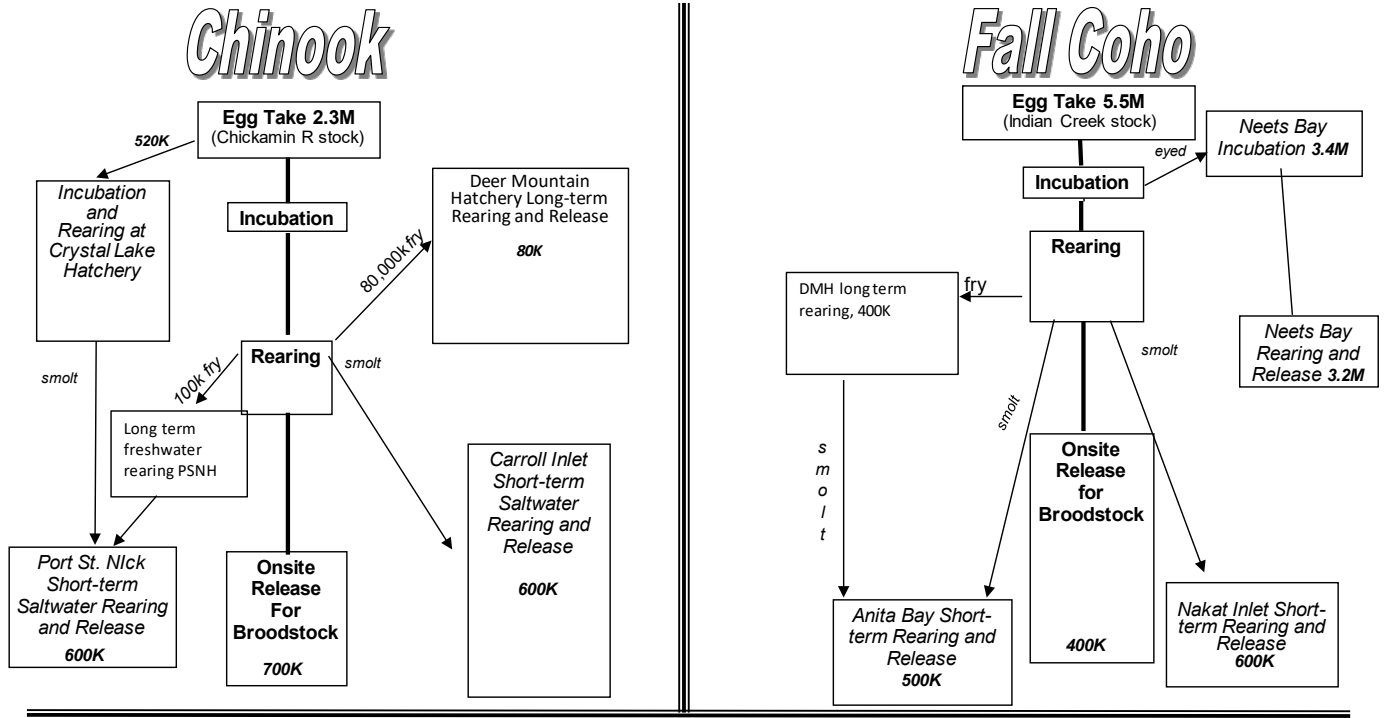 Chinook
Egg Take 2.3M
(Chickamin R stock)
520K
Incubation
and
Rearing at
Crystal Lake
Hatchery
Incubation
Deer Mountain
Hatchery Long-term
Rearing and Release
80K
80,000k fry
Rearing
smolt
100k fry
smolt
Long term
freshwater
rearing PSNH
Carroll Inlet
Short-term
Saltwater
Rearing and
Release
600K
Port St. NIck
Short-term
Saltwater Rearing
and Release
600K
Onsite
Release
For
Broodstock
700K
Fall Coho
Egg Take 5.5M
(Indian Creek stock)
eyed
Neets Bay
Incubation 3.4M
Incubation
Rearing
fry
DMH long term
rearing, 400K
smolt
Neets Bay
Rearing and
Release 3.2M
smolt
s
m
o
l
t
Onsite
Release
for
Broodstock
400K
Anita Bay Short-
term Rearing and
Release
500K
Nakat Inlet Short-
term Rearing and
Release
600K